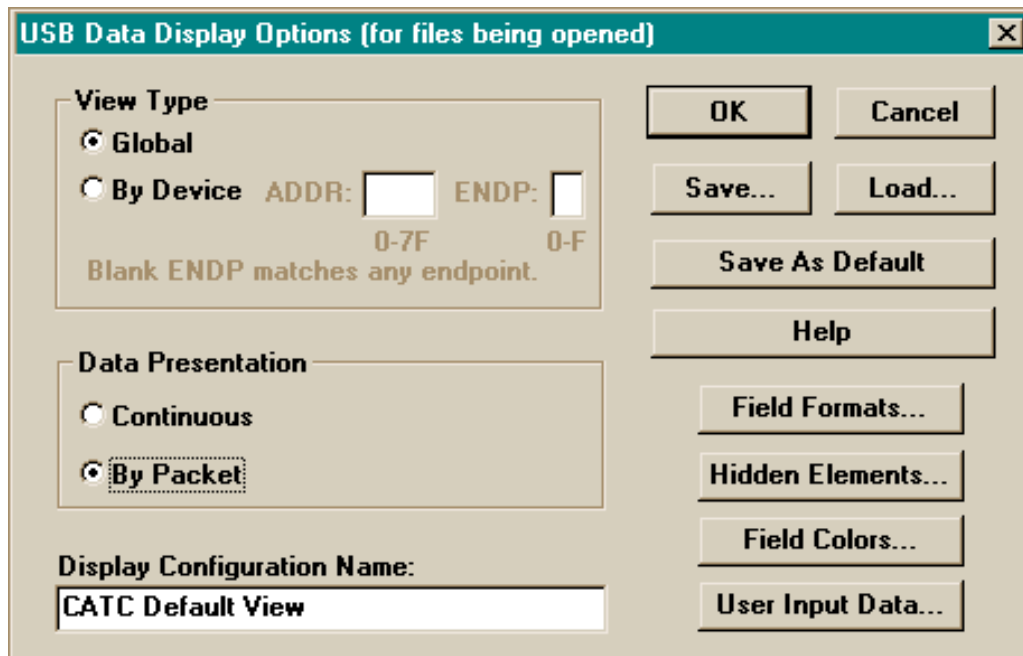 USB Data Display Options (for files being opened)
View Type
Global
By Device ADDR: ENDP:
0-7F 0-F
Blank ENDP matches any endpoint.
Data Presentation
Continuous
By Packet
Display Configuration Name:
CATC Default View
OK Cancel
Save... Load...
Save As Default
Help
Field Formats...
Hidden Elements...
Field Colors...
User Input Data...